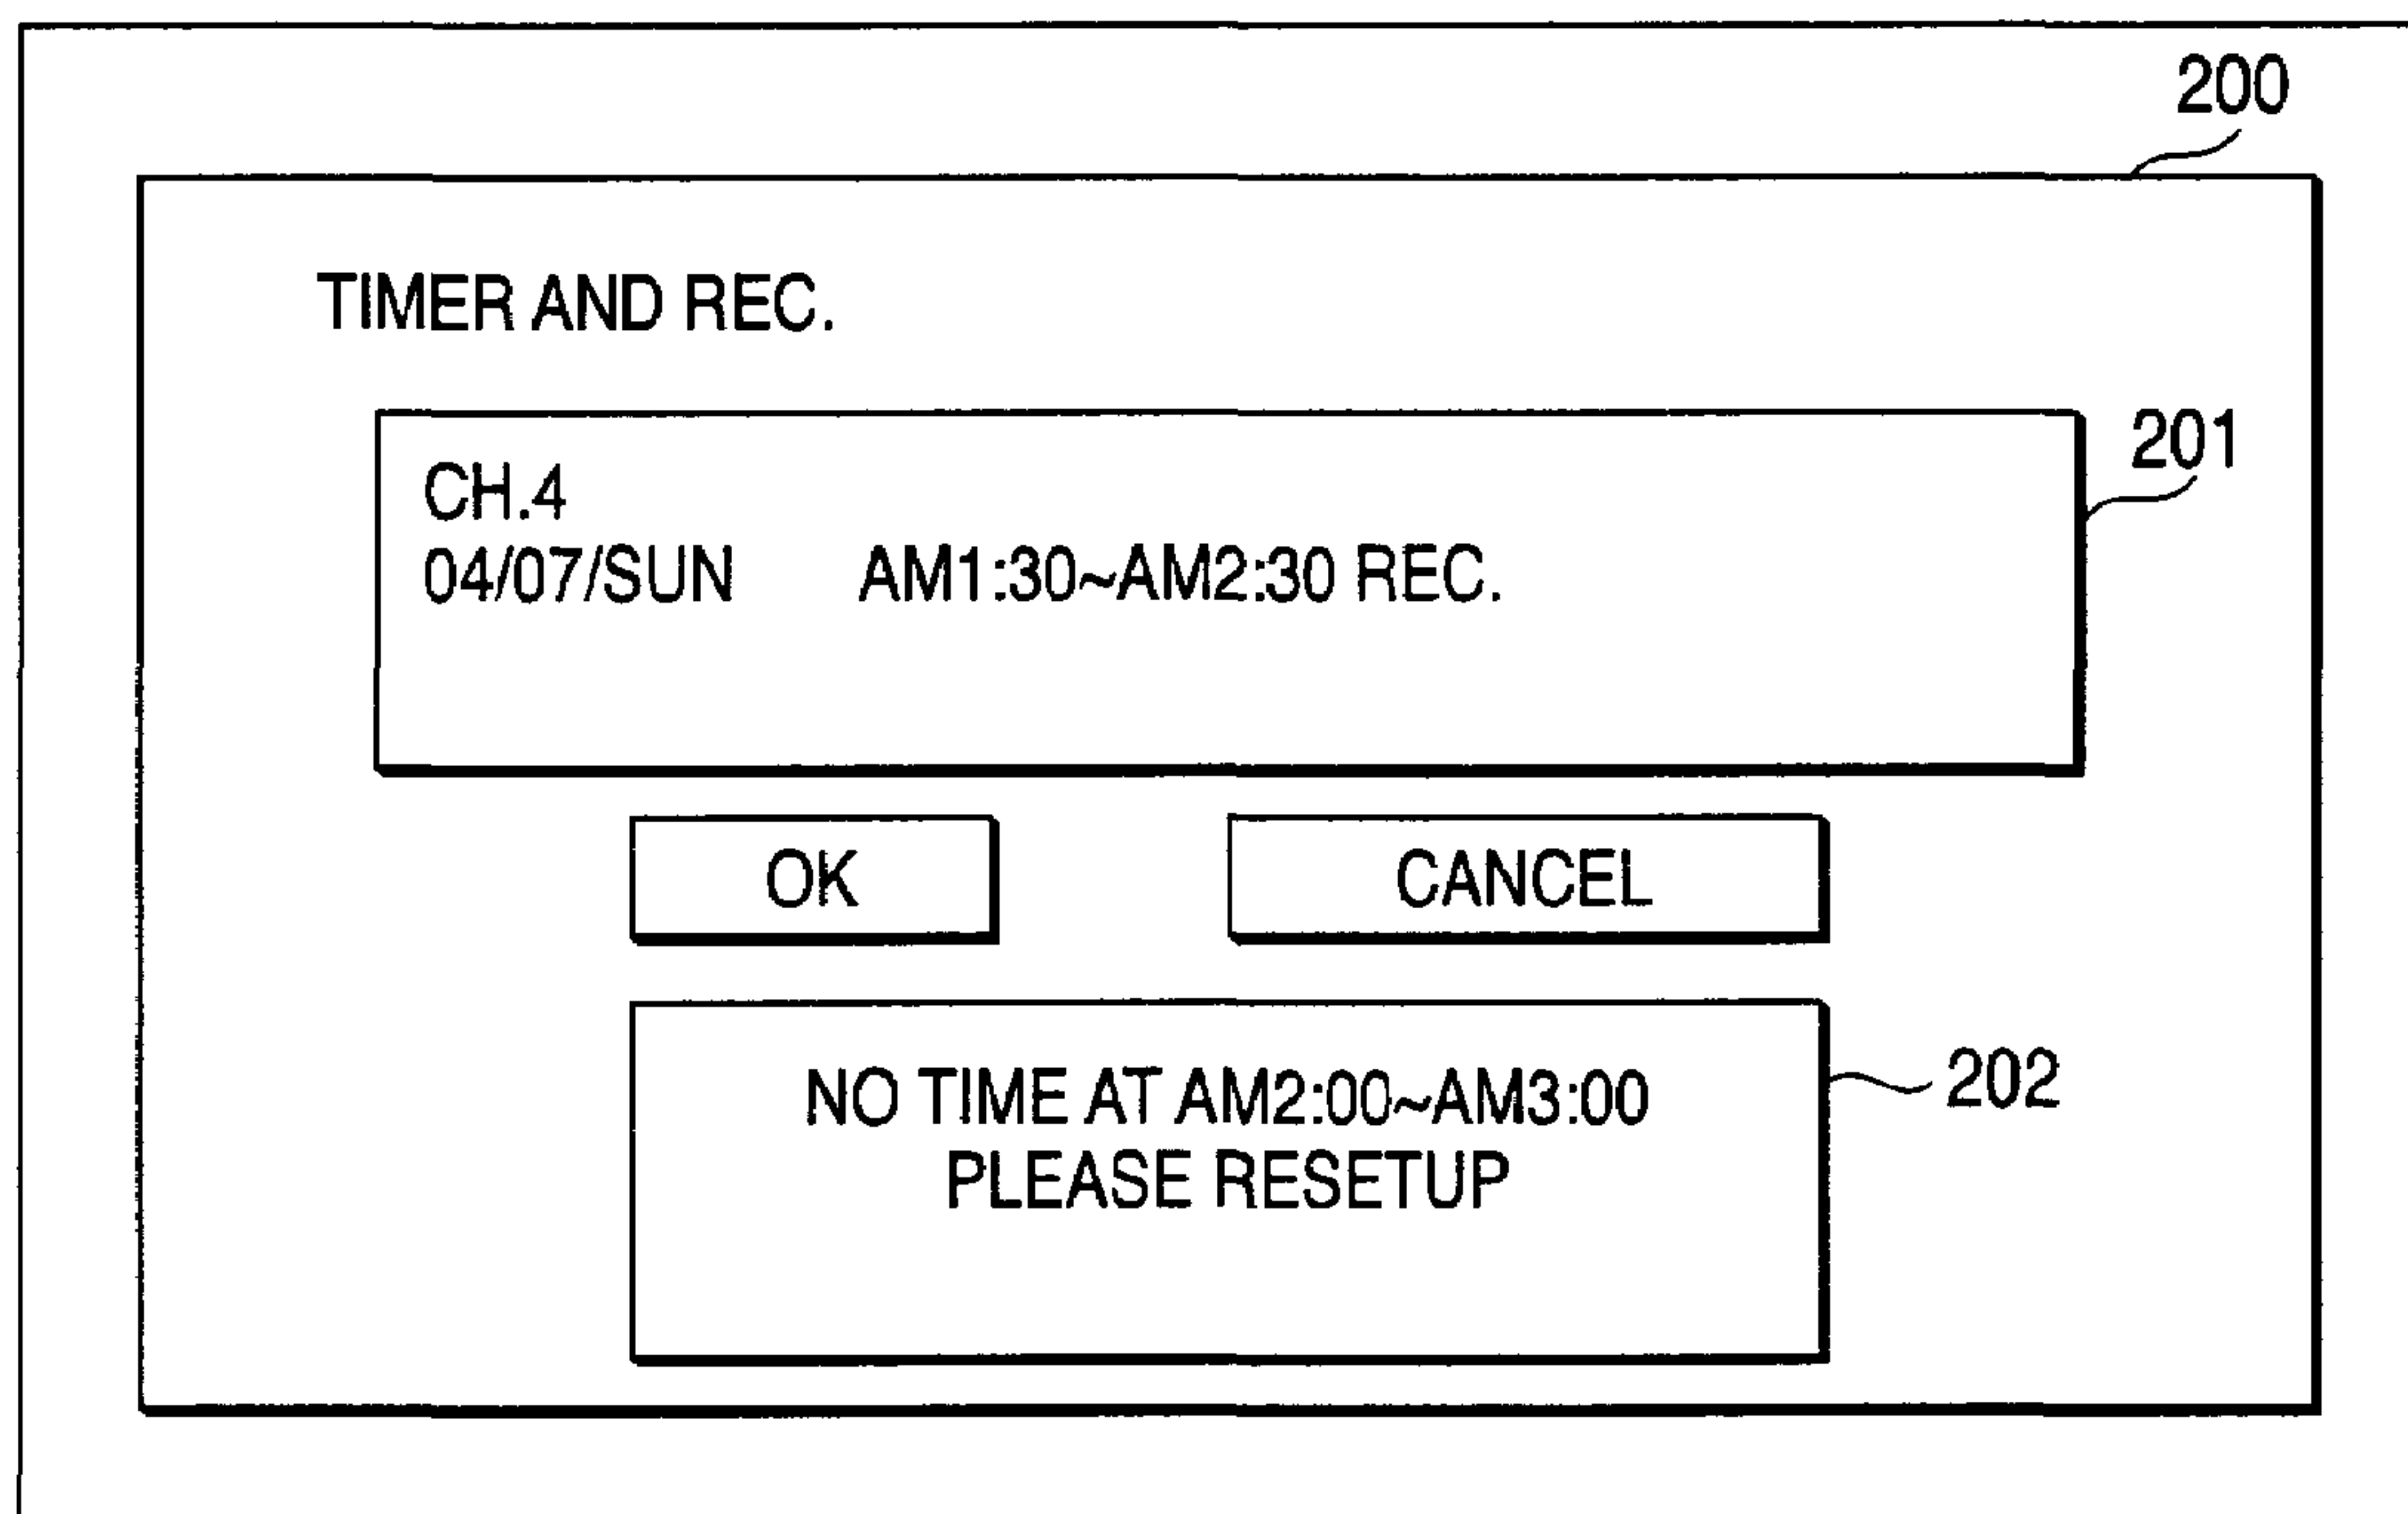 200
TIMER AND REC.
201
CH.4
04/07/SUN AM1:30~AM2:30 REC.
OK CANCEL
NO TIME AT AM2:00~AM3:00
202
PLEASE RESETUP